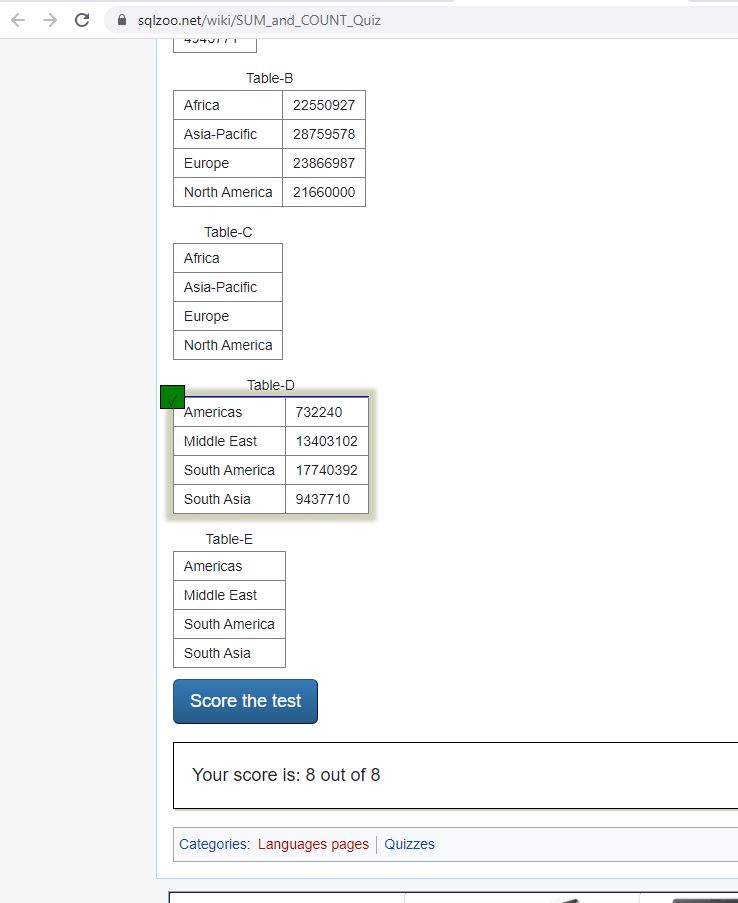 sqlzoo.net/wiki/SUM_and_COUNT_Quiz
Table-B
Africa 22550927
Asia-Pacific 28759578
Europe 23866987
North America 21660000
Table-C
Africa
Asia-Pacific
Europe
North America
Table-D
Americas 732240
Middle East 13403102
South America 17740392
South Asia 9437710
Table-E
Americas
Middle East
South America
South Asia
Score the test
Your score is: 8 out of 8
Categories: Languages pages | Quizzes